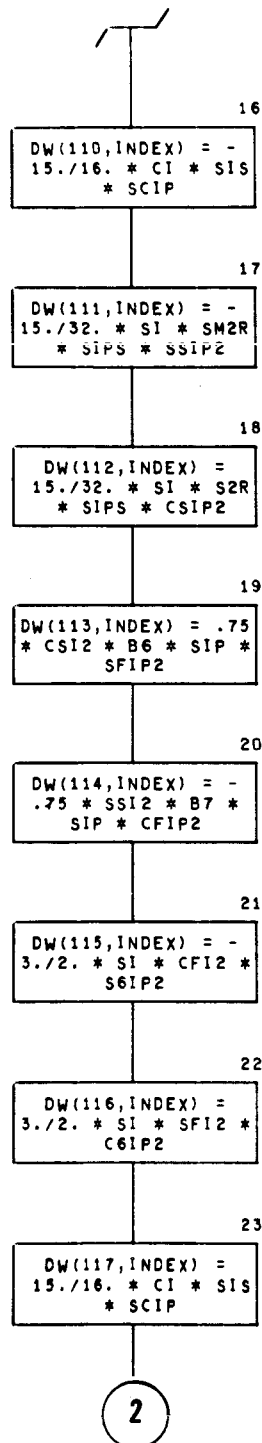 16
DW(110,INDEX) = -
15./16. * CI * SIS
* SCIP
17
DW(111,INDEX) = -
15./32. * SI * SM2R
* SIPS * SSIP2
18
DW(112,INDEX) =
15./32. * SI * S2R
* SIPS * CSIP2
19
DW(113,INDEX) = .75
* CSI2 * B6 * SIP *
SFIP2
20
DW(114,INDEX) = -
.75 * SSI2 * B7 *
SIP * CFIP2
21
DW(115,INDEX) = -
3./2. * SI * CFI2 *
S6IP2
22
DW(116,INDEX) =
3./2. * SI * SFI2 *
C6IP2
23
DW(117,INDEX) =
15./16. * CI * SIS
* SCIP
2